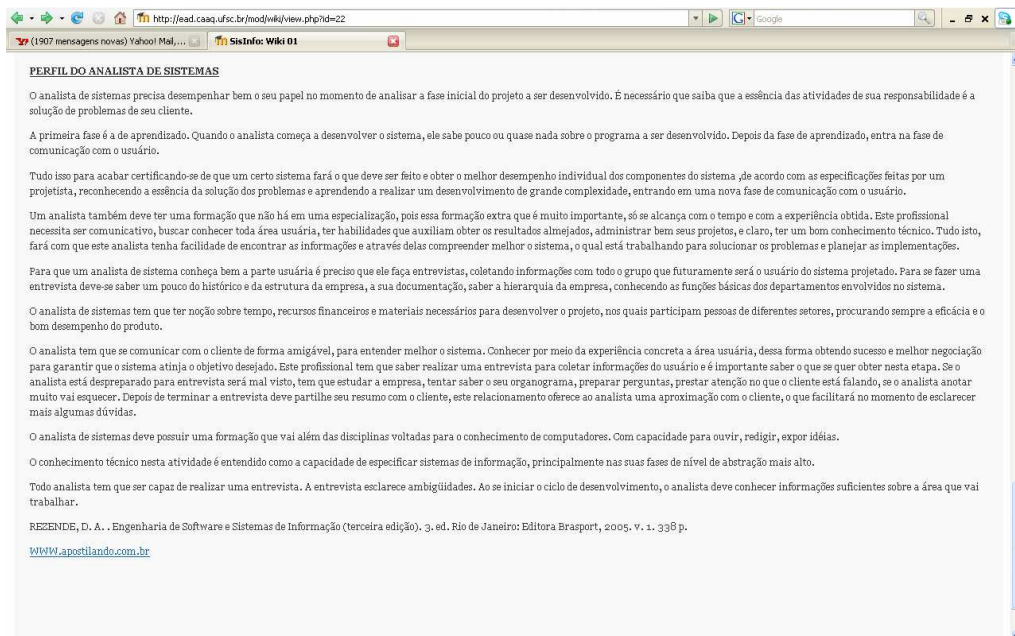 http://ead.caaq.ufsc.br/mod/wiki/view.php?id=22
Google
(1907 mensagens novas) Yahoo! Mail,...
SisInfo: Wiki 01
PERFIL DO ANALISTA DE SISTEMAS
O analista de sistemas precisa desempenhar bem o seu papel no momento de analisar a fase inicial do projeto a ser desenvolvido. É necessário que saiba que a essência das atividades de sua responsabilidade é a
solução de problemas de seu cliente.
A primeira fase é a de aprendizado. Quando o analista começa a desenvolver o sistema, ele sabe pouco ou quase nada sobre o programa a ser desenvolvido. Depois da fase de aprendizado, entra na fase de
comunicação com o usuário.
Tudo isso para acabar certificando-se de que um certo sistema fará o que deve ser feito e obter o melhor desempenho individual dos componentes do sistema ,de acordo com as especificações feitas por um
projetista, reconhecendo a essência da solução dos problemas e aprendendo a realizar um desenvolvimento de grande complexidade, entrando em uma nova fase de comunicação com o usuário.
Um analista também deve ter uma formação que não há em uma especialização, pois essa formação extra que é muito importante, só se alcança com o tempo e com a experiência obtida. Este profissional
necessita ser comunicativo, buscar conhecer toda área usuária, ter habilidades que auxiliam obter os resultados almejados, administrar bem seus projetos, e claro, ter um bom conhecimento técnico. Tudo isto,
fará com que este analista tenha facilidade de encontrar as informações e através delas compreender melhor o sistema, o qual está trabalhando para solucionar os problemas e planejar as implementações.
Para que um analista de sistema conheça bem a parte usuária é preciso que ele faça entrevistas, coletando informações com todo o grupo que futuramente será o usuário do sistema projetado. Para se fazer uma
entrevista deve-se saber um pouco do histórico e da estrutura da empresa, a sua documentação, saber a hierarquia da empresa, conhecendo as funções básicas dos departamentos envolvidos no sistema.
O analista de sistemas tem que ter noção sobre tempo, recursos financeiros e materiais necessários para desenvolver o projeto, nos quais participam pessoas de diferentes setores, procurando sempre a eficácia e o
bom desempenho do produto.
O analista tem que se comunicar com o cliente de forma amigável, para entender melhor o sistema. Conhecer por meio da experiência concreta a área usuária, dessa forma obtendo sucesso e melhor negociação
para garantir que o sistema atinja o objetivo desejado. Este profissional tem que saber realizar uma entrevista para coletar informações do usuário e é importante saber o que se quer obter nesta etapa. Se o
analista está despreparado para entrevista será mal visto, tem que estudar a empresa, tentar saber o seu organograma, preparar perguntas, prestar atenção no que o cliente está falando, se o analista anotar
muito vai esquecer. Depois de terminar a entrevista deve partilhe seu resumo com o cliente, este relacionamento oferece ao analista uma aproximação com o cliente, o que facilitará no momento de esclarecer
mais algumas dúvidas.
O analista de sistemas deve possuir uma formação que vai além das disciplinas voltadas para o conhecimento de computadores. Com capacidade para ouvir, redigir, expor idéias.
O conhecimento técnico nesta atividade é entendido como a capacidade de especificar sistemas de informação, principalmente nas suas fases de nível de abstração mais alto.
Todo analista tem que ser capaz de realizar uma entrevista. A entrevista esclarece ambigüidades. Ao se iniciar o ciclo de desenvolvimento, o analista deve conhecer informações suficientes sobre a área que vai
trabalhar.
REZENDE, D. A. . Engenharia de Software e Sistemas de Informação (terceira edição). 3. ed. Rio de Janeiro: Editora Brasport, 2005. v. 1. 338 p.
WWW.apostilando.com.br